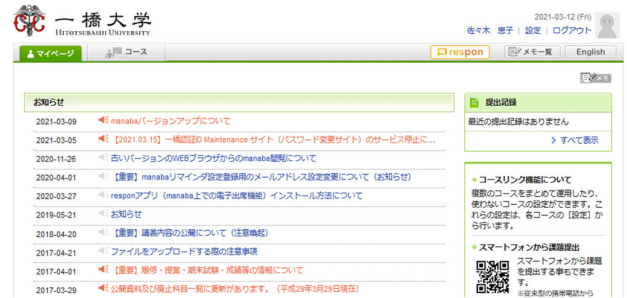 一橋大学
HITOTSUBASHI UNIVERSITY
2021-03-12 (Fri)
佐々木 恵子 | 設定 | ログアウト
マイページ
コース
respon
メモ一覧
English
メモ
お知らせ
2021-03-09 manabaバージョンアップについて
2021-03-05 【2021.03.15】一橋認証ID Maintenance サイト（パスワード変更サイト）のサービス停止に...
2020-11-26 古いバージョンのWEBブラウザからのmanaba閲覧について
2020-04-01 【重要】manabaリマインダ設定登録用のメールアドレス設定変更について（お知らせ）
2020-03-27 responアプリ（manaba上での電子出席機能）インストール方法について
2019-05-21 お知らせ
2018-04-20 【重要】講義内容の公開について（注意喚起）
2017-04-21 ファイルをアップロードする際の注意事項
2017-04-01 【重要】履修・授業・期末試験・成績等の情報について
2017-03-29 公開資料及び廃止科目一覧に更新があります。（平成29年3月29日現在）
提出記録
最近の提出記録はありません
すべて表示
コースリンク機能について
複数のコースをまとめて運用したり、
使わないコースの設定ができます。こ
れらの設定は、各コースの［設定］か
ら行います。
スマートフォンから課題提出
スマートフォンから課題
を提出する事もできま
す。
※従来型の携帯電話から